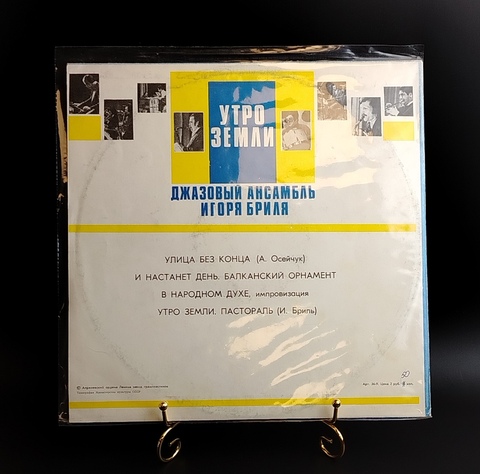 УТРО
ЗЕМЛИ
ДЖАЗОВЫЙ АНСАМБЛЬ
ИГОРЯ БРИЛЯ
УЛИЦА БЕЗ КОНЦА (А. Осейчук)
И НАСТАНЕТ ДЕНЬ. БАЛКАНСКИЙ ОРНАМЕНТ
В НАРОДНОМ ДУХЕ, импровизация
УТРО ЗЕМЛИ. ПАСТОРАЛЬ (И. Бриль)